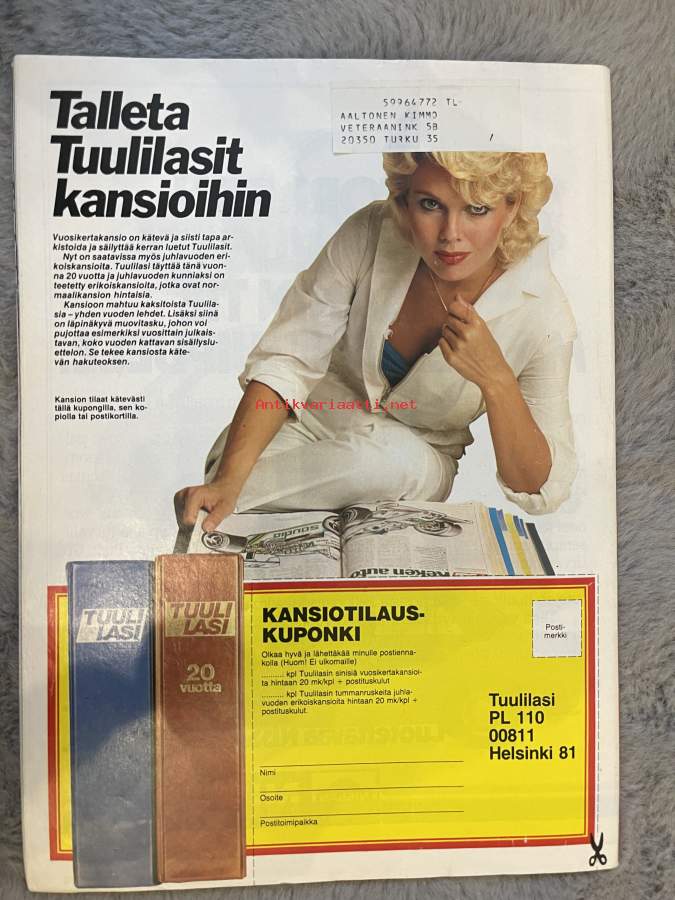 Talleta
Tuulilasit
kansioihin
59964772 TL
AALTONEN KIMMO
VETERAANINK 5B
20350 TURKU 35
Vuosikertakansio on kätevä ja siisti tapa ar-
kistoida ja säilyttää kerran luetut Tuulilasit.
Nyt on saatavissa myös juhlavuoden eri-
koiskansioita. Tuulilasi täyttää tänä vuon-
na 20 vuotta ja juhlavuoden kunniaksi on
teetetty erikoiskansioita, jotka ovat nor-
maalikansion hintaisia.
Kansioon mahtuu kaksitoista Tuulila-
sia – yhden vuoden lehdet. Lisäksi siinä
on läpinäkyvä muovitasku, johon voi
pujottaa esimerkiksi vuosittain julkais-
tavan, koko vuoden kattavan sisällyslu-
ettelon. Se tekee kansiosta käte-
vän hakuteoksen.
Kansion tilaat kätevästi
tällä kupongilla, sen ko-
piolla tai postikortilla.
Antikvariaatti.net
Keken auto
TUULI
LASI
TUULI
LASI
20
vuotta
KANSIOTILAUS-
KUPONKI
Olkaa hyvä ja lähettäkää minulle postienna-
kolla (Huom! Ei ulkomaille)
.......... kpl Tuulilasin sinisiä vuosikertakansioi-
ta hintaan 20 mk/kpl + postituskulut
.......... kpl Tuulilasin tummanruskeita juhla-
vuoden erikoiskansioita hintaan 20 mk/kpl +
postituskulut.
Nimi
Osoite
Postitoimipaikka
Posti-
merkki
Tuulilasi
PL 110
00811
Helsinki 81